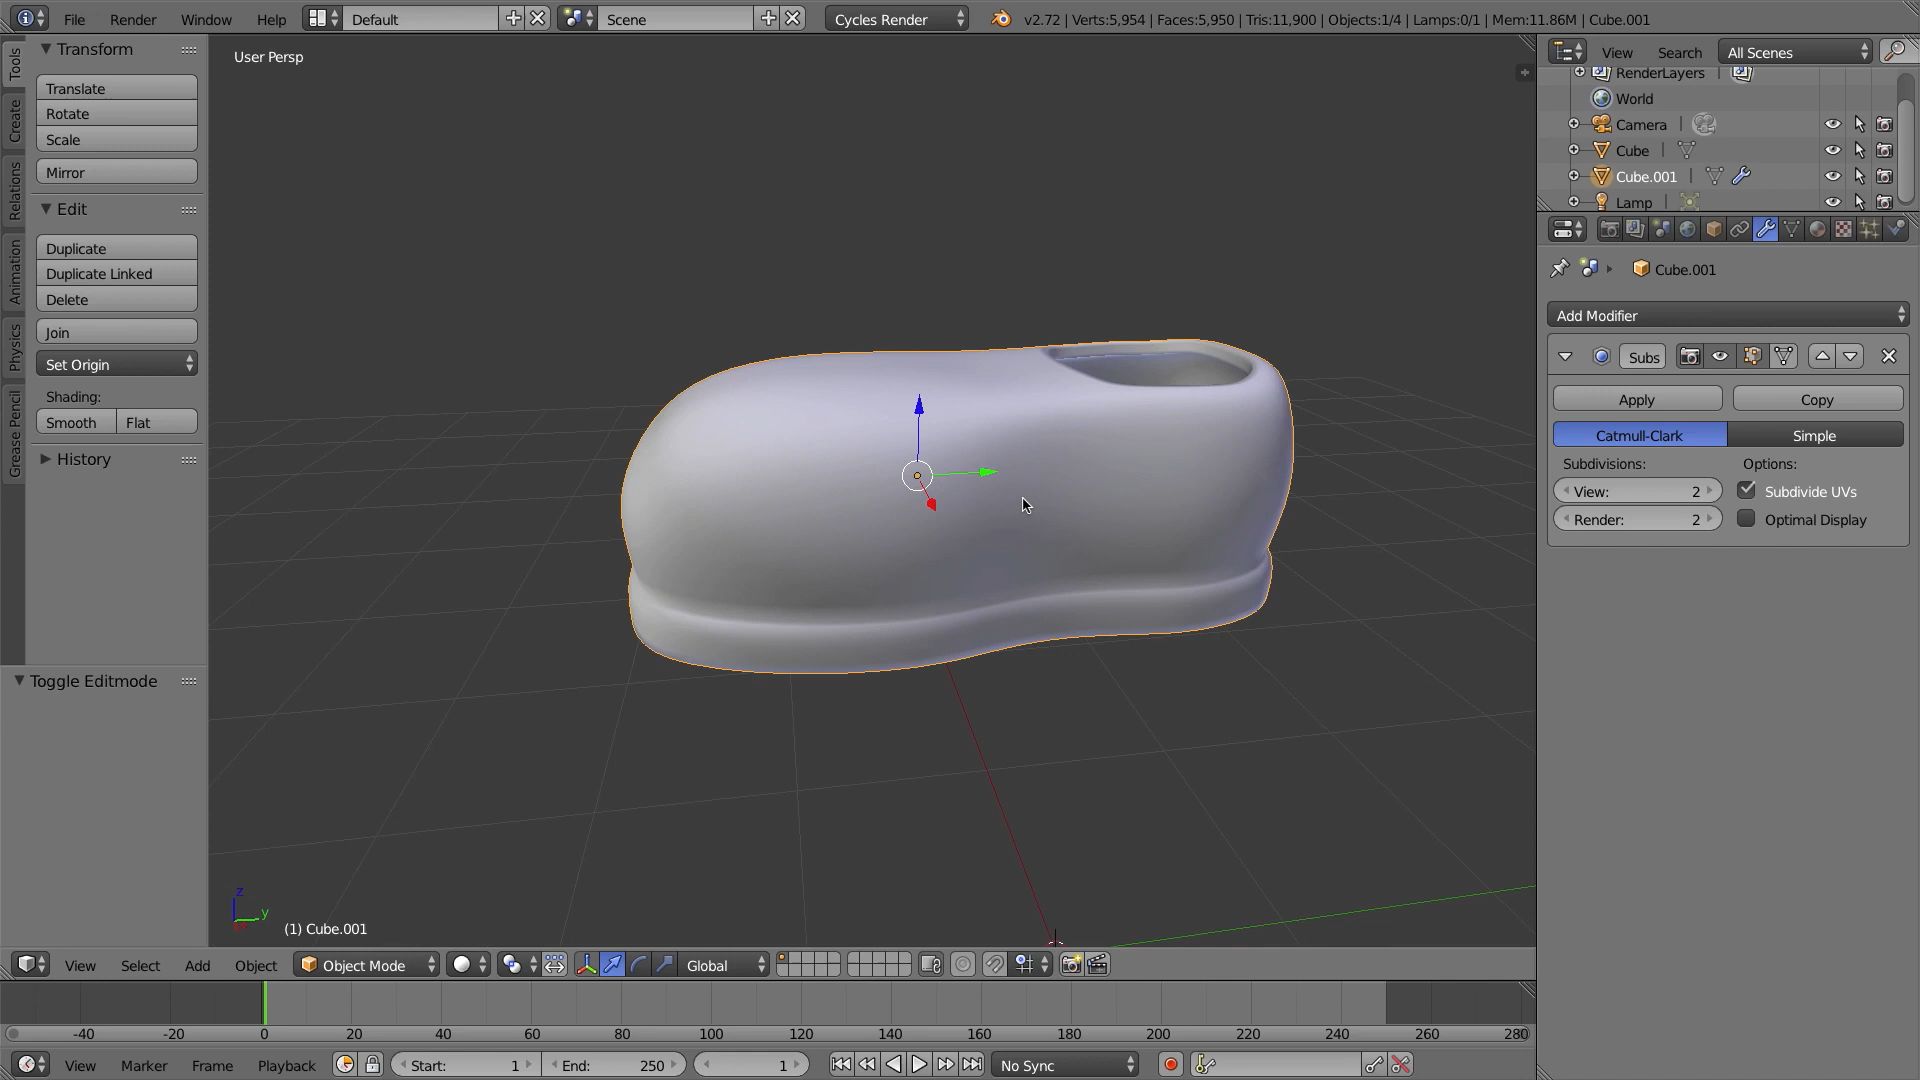 File Render Window Help Default Scene Cycles Render v2.72 | Verts:5,954 | Faces:5,950 | Tris:11,900 | Objects:1/4 | Lamps:0/1 | Mem:11.86M | Cube.001
Tools
Create
Relations
Animation
Physics
Grease Pencil
Transform
Translate
Rotate
Scale
Mirror
Edit
Duplicate
Duplicate Linked
Delete
Join
Set Origin
Shading:
Smooth Flat
History
Toggle Editmode
User Persp
z
y
(1) Cube.001
View Search All Scenes
RenderLayers |
World
Camera |
Cube |
Cube.001 |
Lamp |
Cube.001
Add Modifier
Subs
Apply Copy
Catmull-Clark Simple
Subdivisions: Options:
View: 2 Subdivide UVs
Render: 2 Optimal Display
View Select Add Object Object Mode Global
-40 -20 0 20 40 60 80 100 120 140 160 180 200 220 240 260 280
View Marker Frame Playback Start: 1 End: 250 1 No Sync